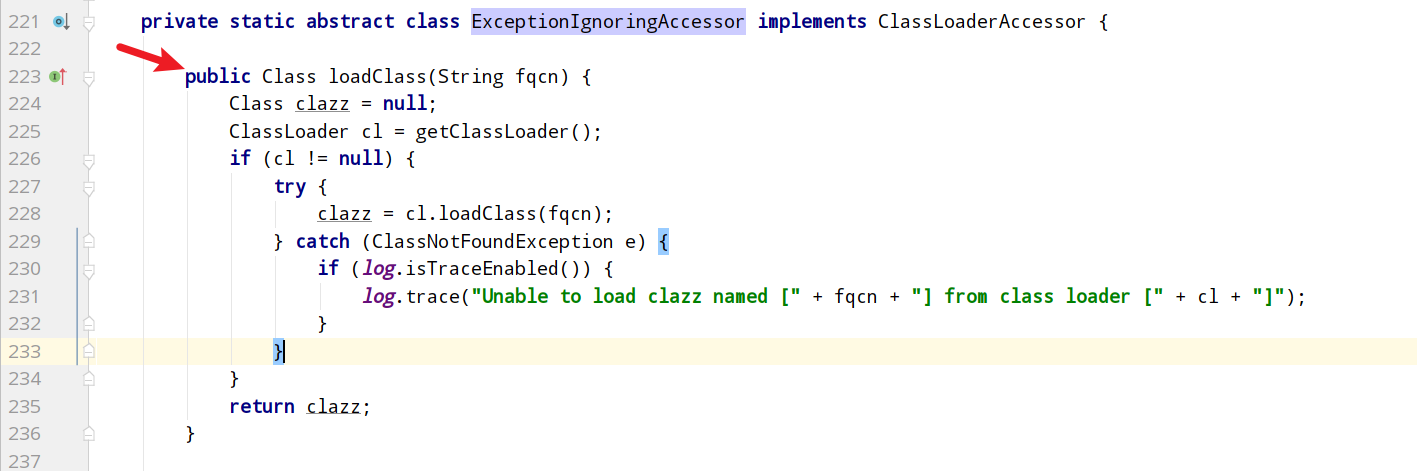 221 private static abstract class ExceptionIgnoringAccessor implements ClassLoaderAccessor {
222
223 public Class loadClass(String fqcn) {
224 Class clazz = null;
225 ClassLoader cl = getClassLoader();
226 if (cl != null) {
227 try {
228 clazz = cl.loadClass(fqcn);
229 } catch (ClassNotFoundException e) {
230 if (log.isTraceEnabled()) {
231 log.trace("Unable to load clazz named [" + fqcn + "] from class loader [" + cl + "]");
232 }
233 }
234 }
235 return clazz;
236 }
237